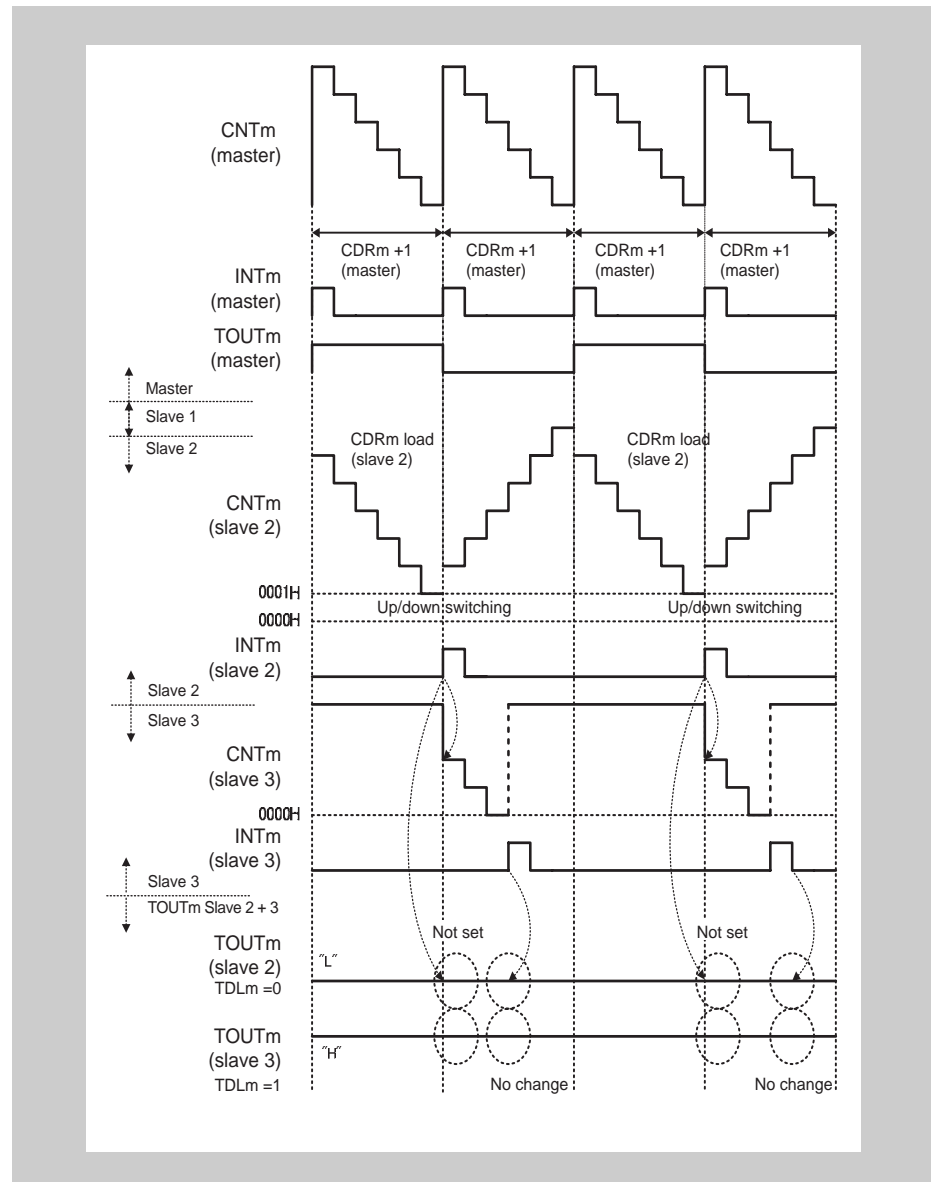 CNTm
(master)
CDRm +1
(master)
CDRm +1
(master)
CDRm +1
(master)
CDRm +1
(master)
INTm
(master)
TOUTm
(master)
Master
Slave 1
Slave 2
CDRm load
(slave 2)
CDRm load
(slave 2)
CNTm
(slave 2)
0001H
Up/down switching
Up/down switching
0000H
INTm
(slave 2)
Slave 2
Slave 3
CNTm
(slave 3)
0000H
INTm
(slave 3)
Slave 3
TOUTm Slave 2 + 3
Not set
Not set
TOUTm
(slave 2)
TDLm =0
"L"
TOUTm
(slave 3)
TDLm =1
"H"
No change
No change